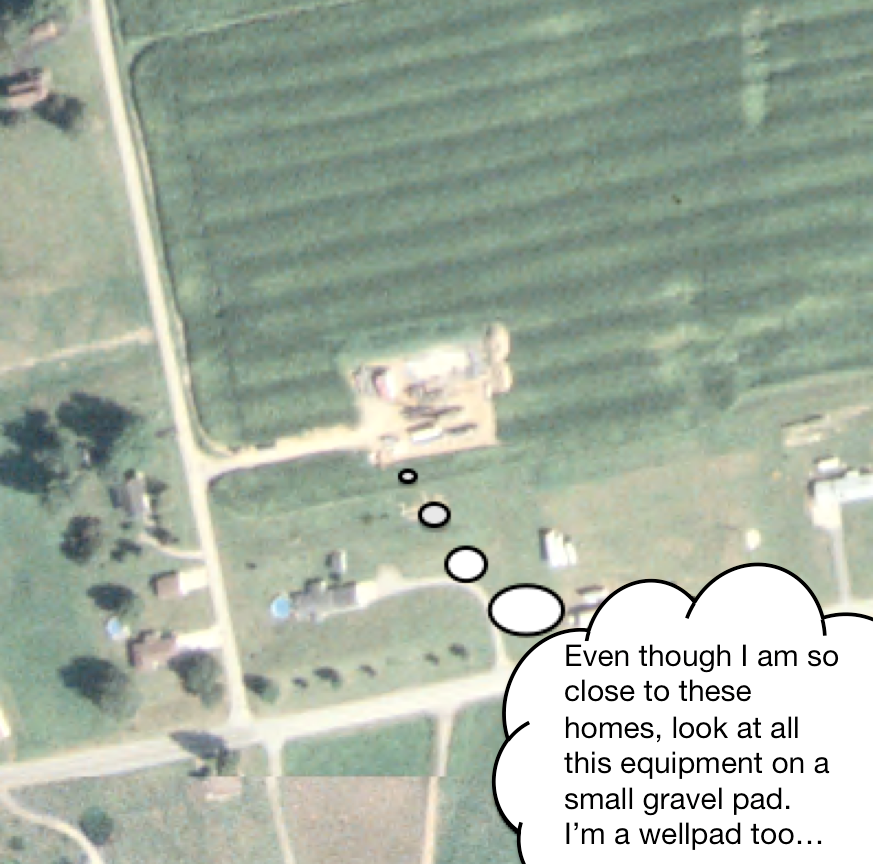 Even though I am so
close to these
homes, look at all
this equipment on a
small gravel pad.
I’m a wellpad too…